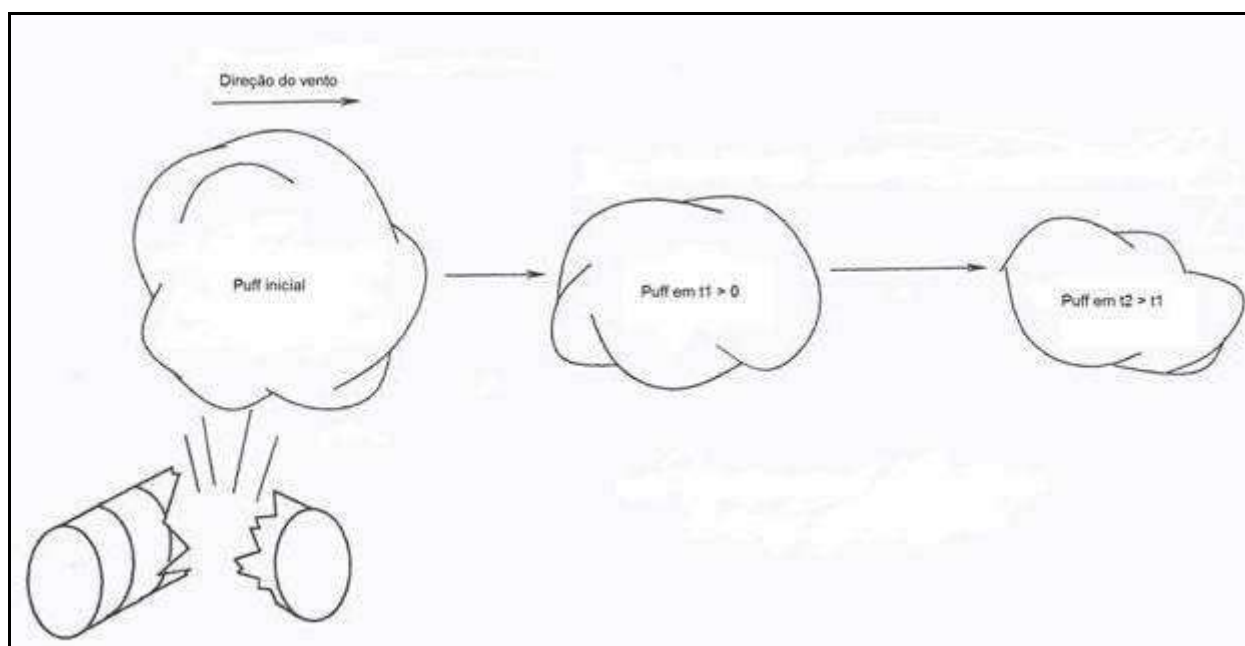 Direção do vento
Puff inicial
Puff em t1 > 0
Puff em t2 > t1